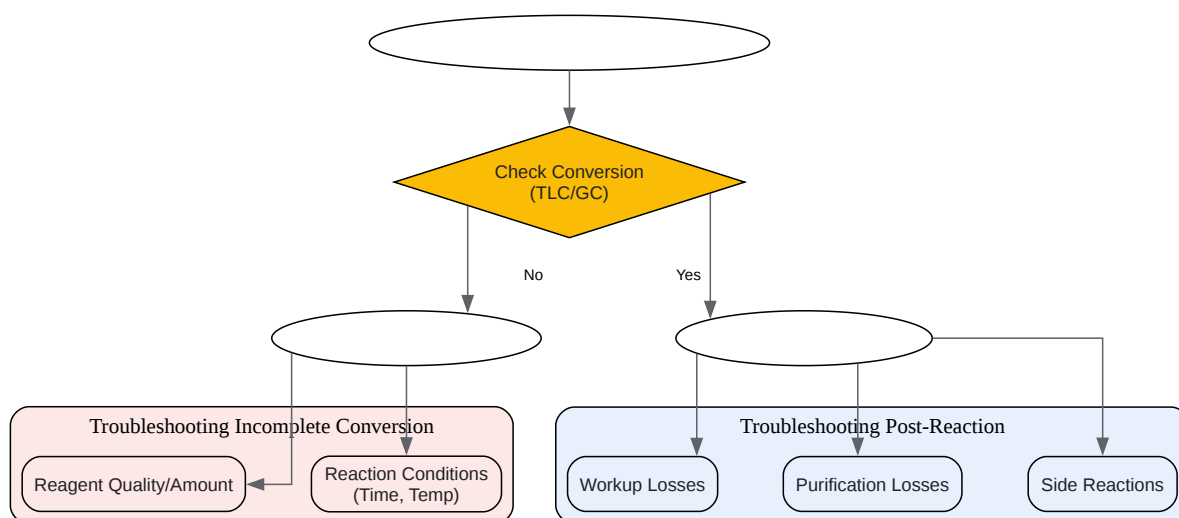 Check Conversion
(TLC/GC)
No
Yes
Troubleshooting Incomplete Conversion
Troubleshooting Post-Reaction
Reagent Quality/Amount
Reaction Conditions
(Time, Temp)
Workup Losses
Purification Losses
Side Reactions